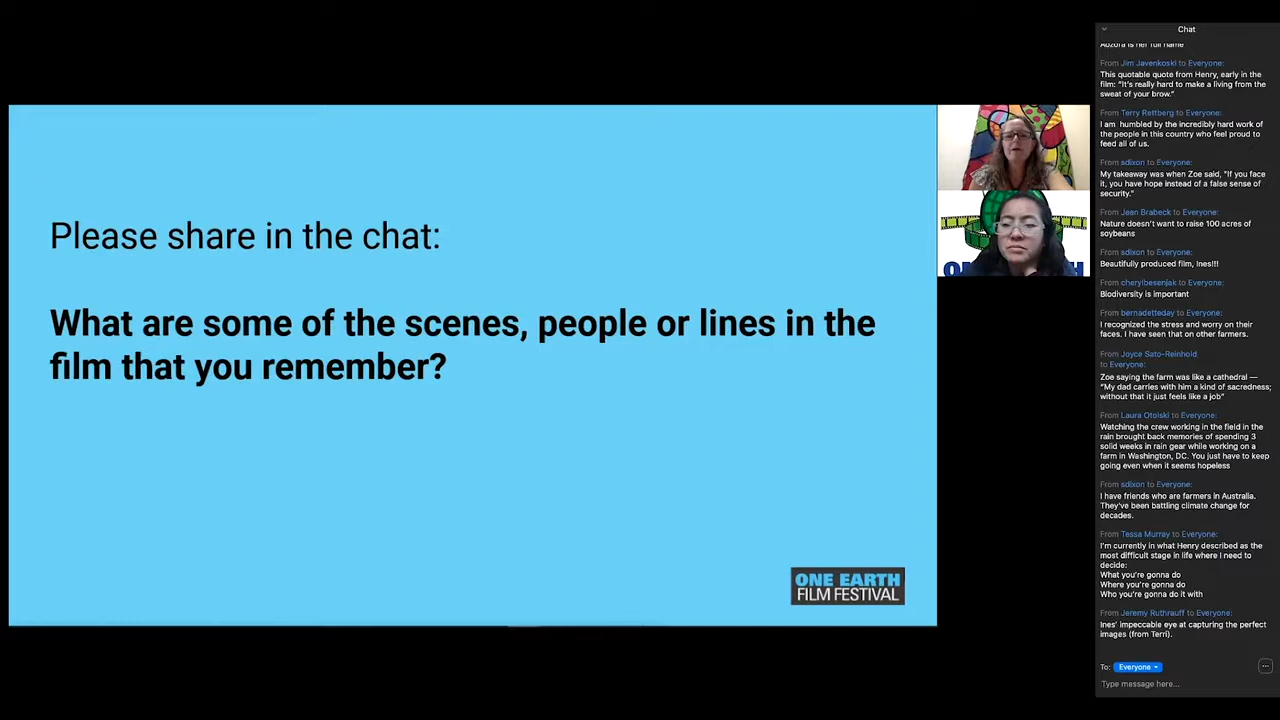 Please share in the chat:
What are some of the scenes, people or lines in the
film that you remember?
ONE EARTH
FILM FESTIVAL
ONE EARTH
Chat
Abzora is her full name
From Jim Javenkoski to Everyone:
This quotable quote from Henry, early in the
film: "It's really hard to make a living from the
sweat of your brow."
From Terry Rettberg to Everyone:
I am  humbled by the incredibly hard work of
the people in this country who feel proud to
feed all of us.
From sdixon to Everyone:
My takeaway was when Zoe said, "If you face
it, you have hope instead of a false sense of
security."
From Jean Brabeck to Everyone:
Nature doesn't want to raise 100 acres of
soybeans
From sdixon to Everyone:
Beautifully produced film, Ines!!!
From cherylbesenjak to Everyone:
Biodiversity is important
From bernadetteday to Everyone:
I recognized the stress and worry on their
faces. I have seen that on other farmers.
From Joyce Sato-Reinhold
to Everyone:
Zoe saying the farm was like a cathedral —
"My dad carries with him a kind of sacredness;
without that it just feels like a job"
From Laura Otolski to Everyone:
Watching the crew working in the field in the
rain brought back memories of spending 3
solid weeks in rain gear while working on a
farm in Washington, DC. You just have to keep
going even when it seems hopeless
From sdixon to Everyone:
I have friends who are farmers in Australia.
They've been battling climate change for
decades.
From Tessa Murray to Everyone:
I'm currently in what Henry described as the
most difficult stage in life where I need to
decide:
What you're gonna do
Where you're gonna do
Who you're gonna do it with
From Jeremy Ruthrauff to Everyone:
Ines' impeccable eye at capturing the perfect
images (from Terri).
To: Everyone
Type message here...